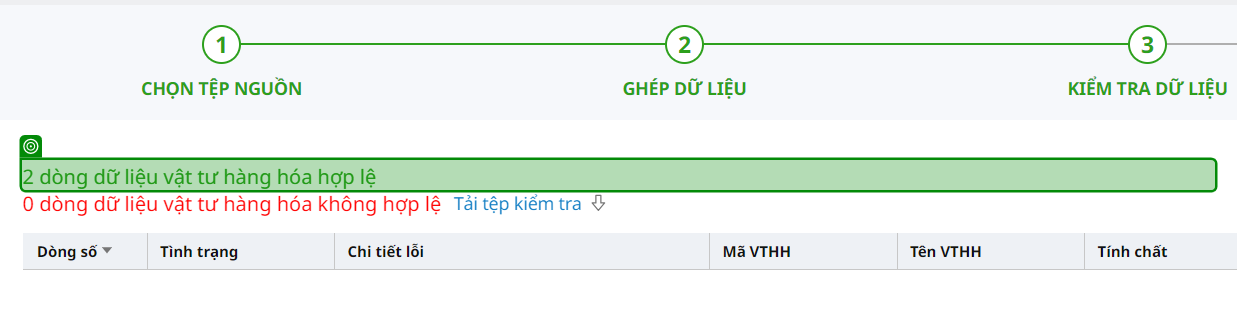 1 2 3
CHỌN TỆP NGUỒN GHÉP DỮ LIỆU KIỂM TRA DỮ LIỆU
2 dòng dữ liệu vật tư hàng hóa hợp lệ
0 dòng dữ liệu vật tư hàng hóa không hợp lệ Tải tệp kiểm tra
Dòng số Tình trạng Chi tiết lỗi Mã VTHH Tên VTHH Tính chất